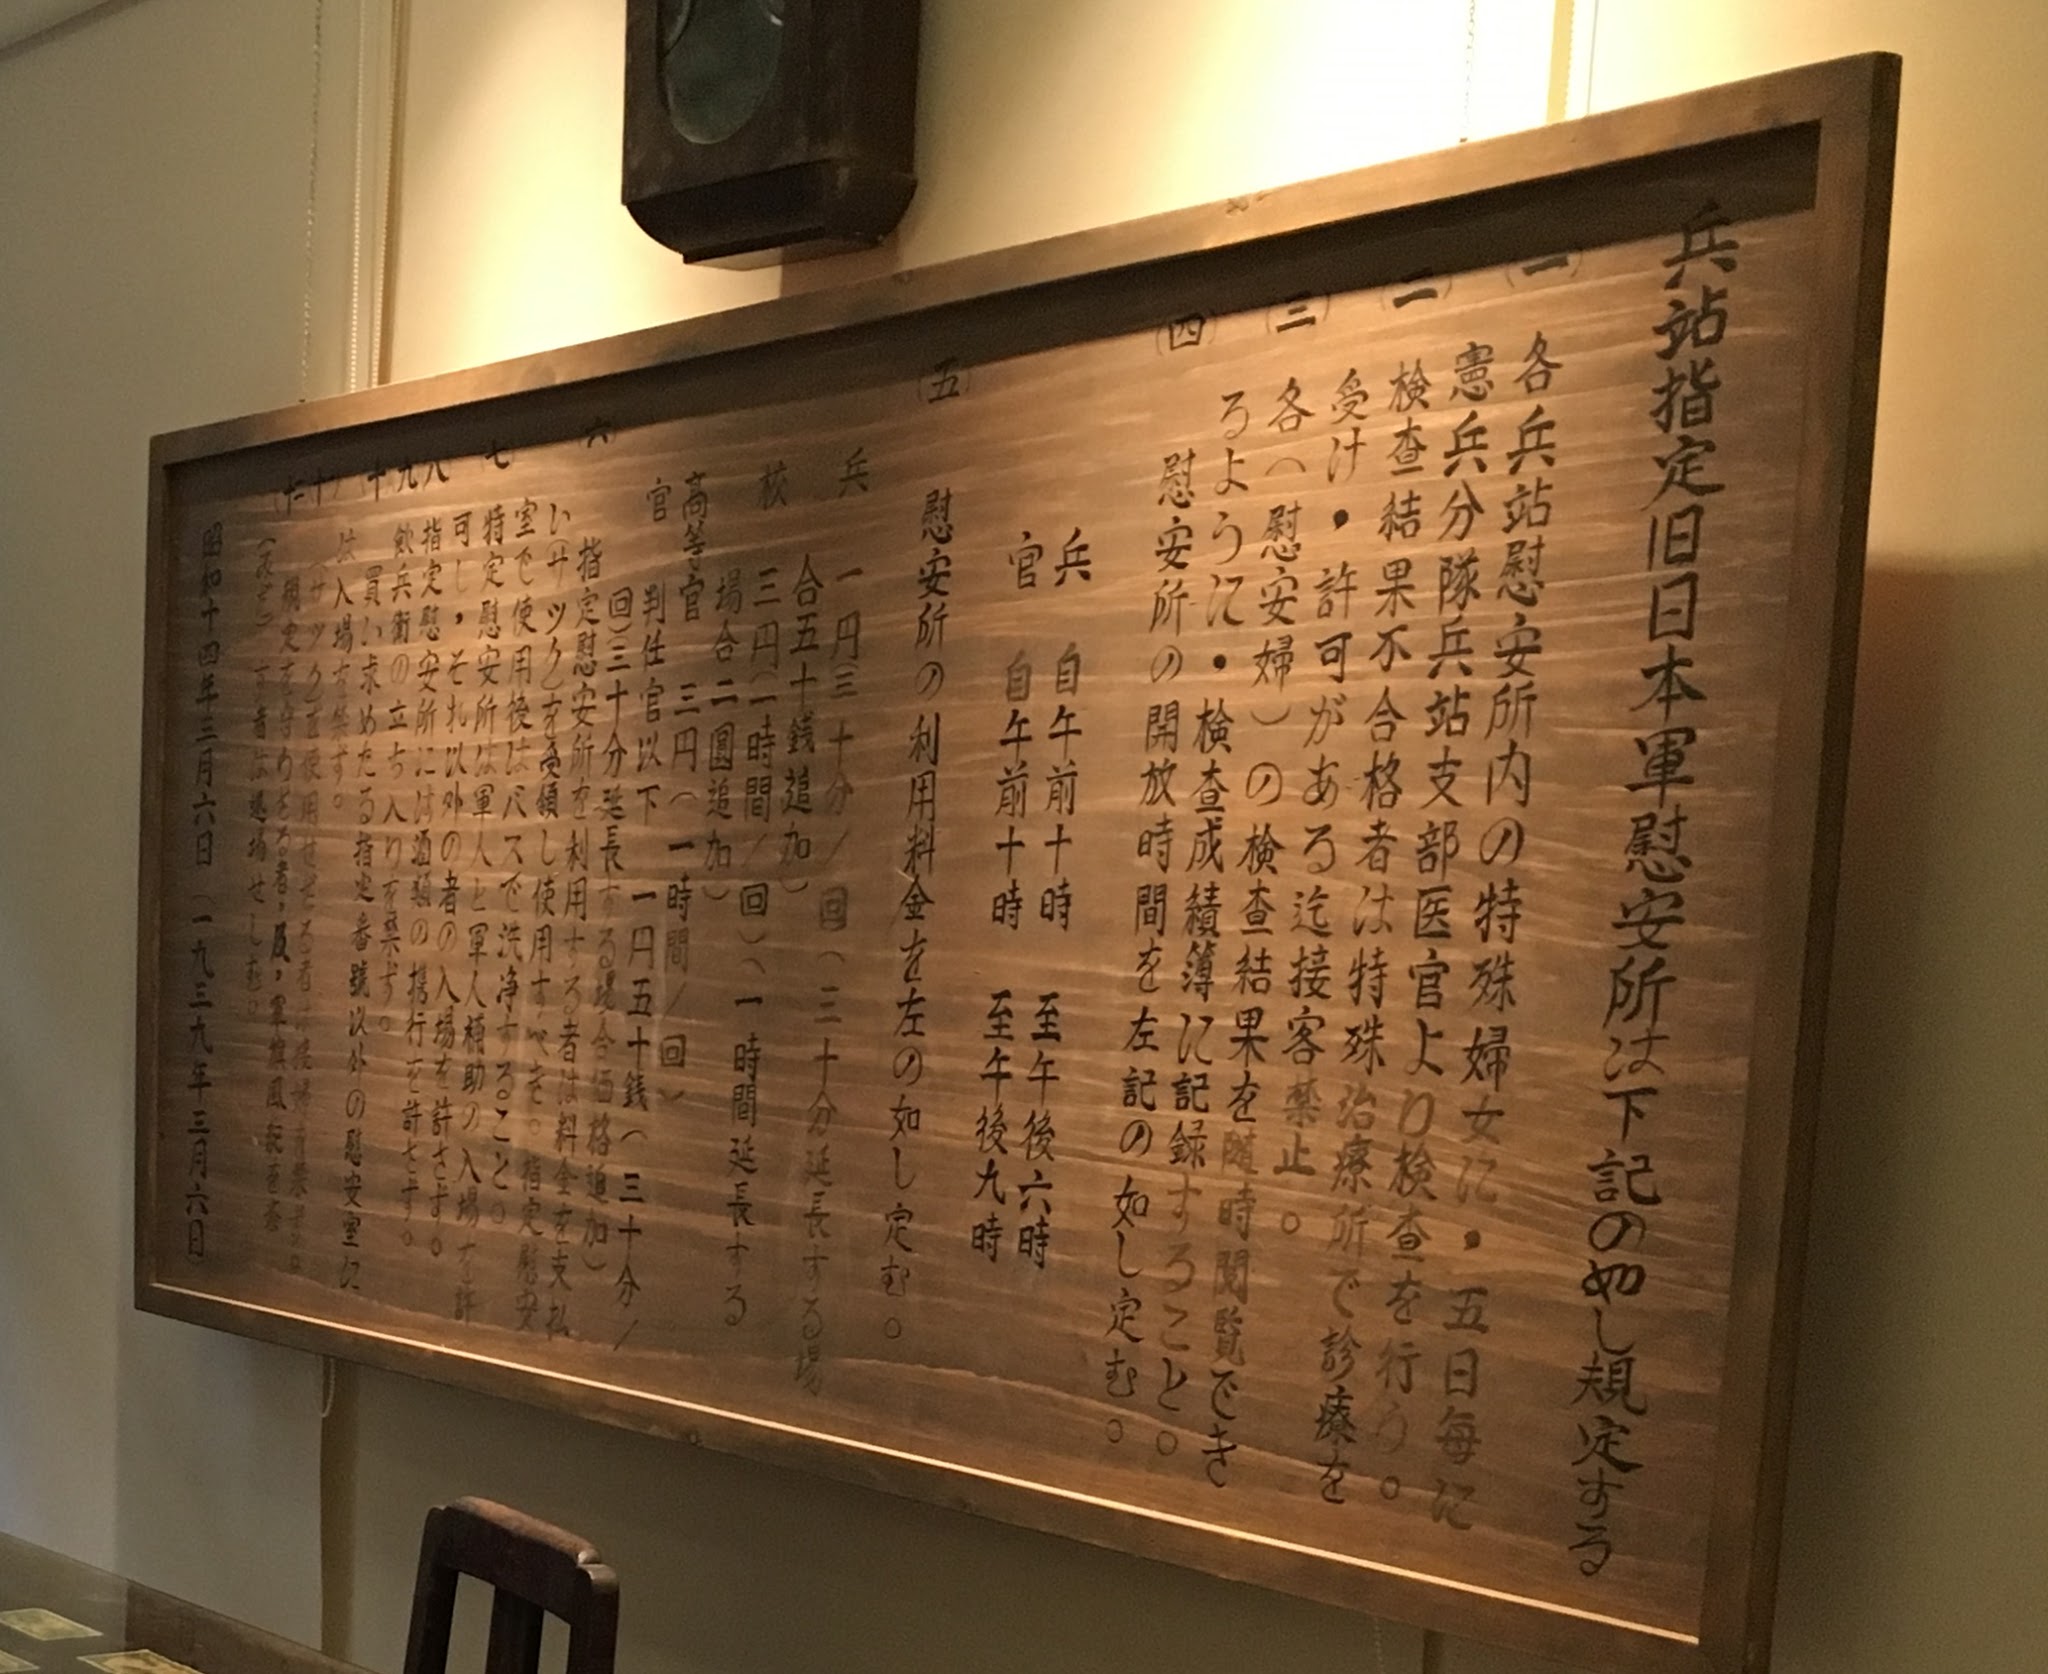 兵站指定旧日本軍慰安所は下記の如し規定する
(一) 各兵站慰安所内の特殊婦女に・五日毎に
憲兵分隊兵站支部医官より検査を行う。
(二) 検査結果不合格者は特殊治療所で診療を
受け・許可がある迄接客禁止。
(三) 各(慰安婦)の検査結果を随時閲覧でき
るように・検査成績簿に記録すること。
(四) 慰安所の開放時間を左記の如し定む。
兵 自午前十時 至午後六時
官 自午前十時 至午後九時
(五) 慰安所の利用料金を左の如し定む。
兵 一円(三十分/回(三十分延長する場
合五十銭追加)
校 三円(一時間/回)(一時間延長する
場合二圓追加)
高等官 三円(一時間/回)
官 判任官以下 一円五十銭(三十分/
回)三十分延長する場合価格追加)
六 指定慰安所を利用する者は料金を支払
い(サック)を受領し使用すべき。指定慰安
室で使用後はバスで洗浄すること。
七 特定慰安所は軍人と軍人補助の入場を許
可し,それ以外の者の入場を許さず。
八 指定慰安所には酒類の携行を許さず。
九 飲兵衛の立ち入りを禁ず。
十 買い求めたる指定番號以外の慰安室に
は入場を禁ず。
(十一) (サック)を使用せざる者は
(十二) 規定を守らざる者,及,軍機風紀を
者は退場せしむ。
昭和十四年三月六日(一九三九年三月六日)